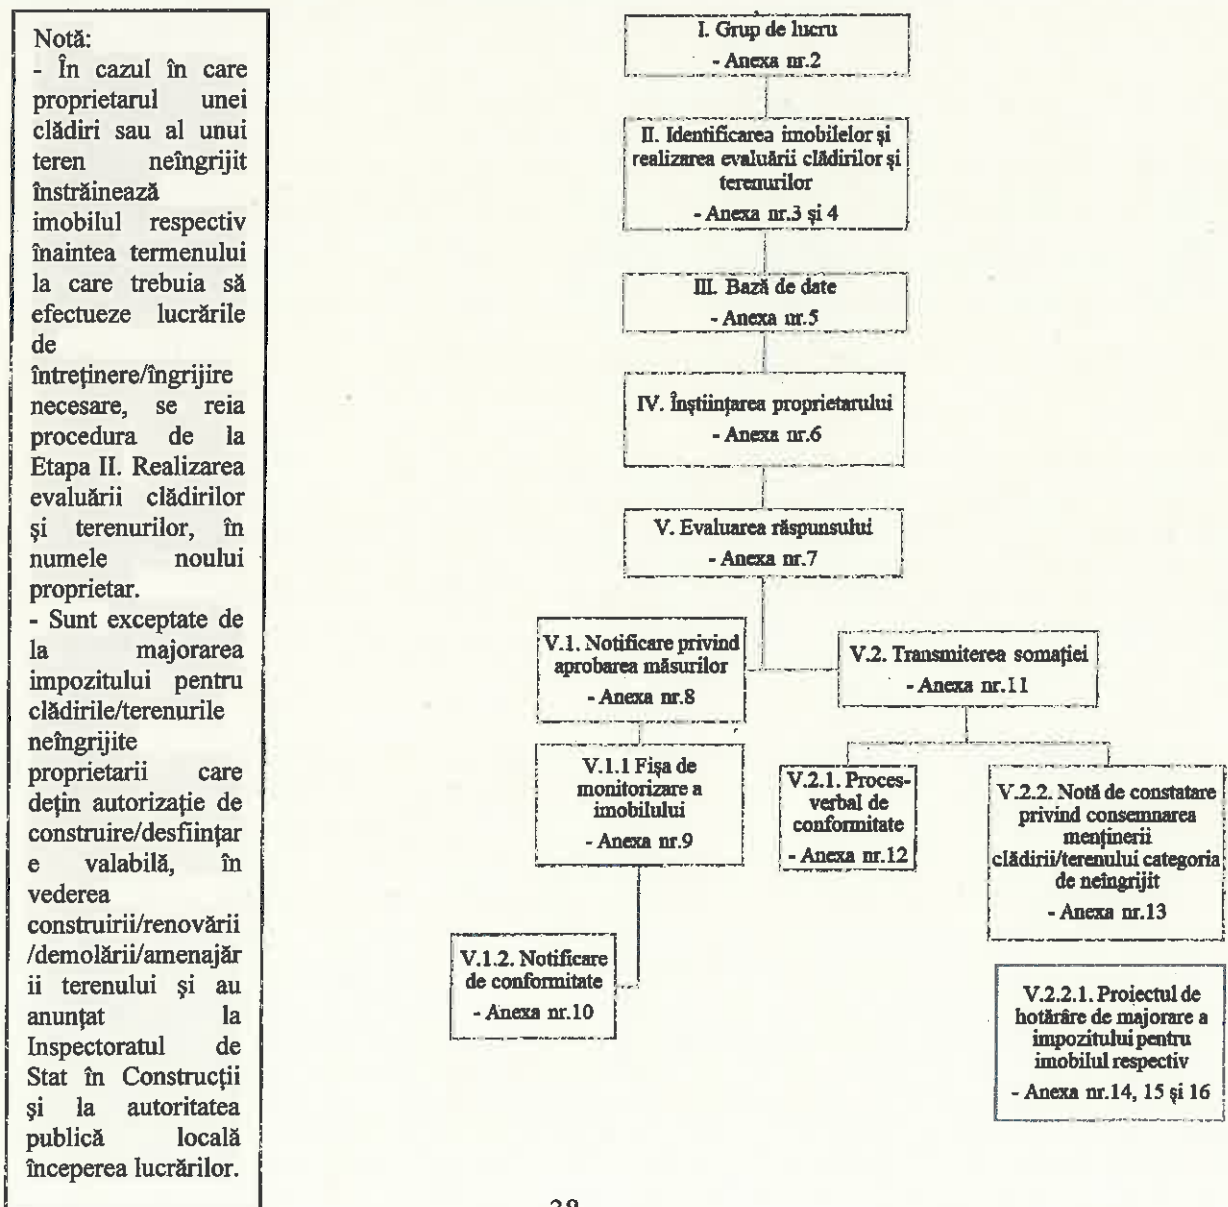 Notă:
- În cazul în care
proprietarul unei
clădiri sau al unui
teren neîngrijit
înstrăinează
imobilul respectiv
înaintea termenului
la care trebuia să
efectueze lucrările
de
întreținere/îngrijire
necesare, se reia
procedura de la
Etapa II. Realizarea
evaluării clădirilor
și terenurilor, în
numele noului
proprietar.
- Sunt exceptate de
la majorarea
impozitului pentru
clădirile/terenurile
neîngrijite
proprietarii care
dețin autorizație de
construire/desființar
e valabilă, în
vederea
construirii/renovării
/demolării/amenajăr
ii terenului și au
anunțat la
Inspectoratul de
Stat în Construcții
și la autoritatea
publică locală
începerea lucrărilor.
I. Grup de lucru
- Anexa nr.2
II. Identificarea imobilelor și
realizarea evaluării clădirilor și
terenurilor
- Anexa nr.3 și 4
III. Bază de date
- Anexa nr.5
IV. Înștiințarea proprietarului
- Anexa nr.6
V. Evaluarea răspunsului
- Anexa nr.7
V.1. Notificare privind
aprobarea măsurilor
- Anexa nr.8
V.2. Transmiterea somației
- Anexa nr.11
V.1.1 Fișa de
monitorizare a
imobilului
- Anexa nr.9
V.2.1. Proces-
verbal de
conformitate
- Anexa nr.12
V.2.2. Notă de constatare
privind consemnarea
menținerii
clădirii/terenului categoria
de neîngrijit
- Anexa nr.13
V.1.2. Notificare
de conformitate
- Anexa nr.10
V.2.2.1. Proiectul de
hotărâre de majorare a
impozitului pentru
imobilul respectiv
- Anexa nr.14, 15 și 16